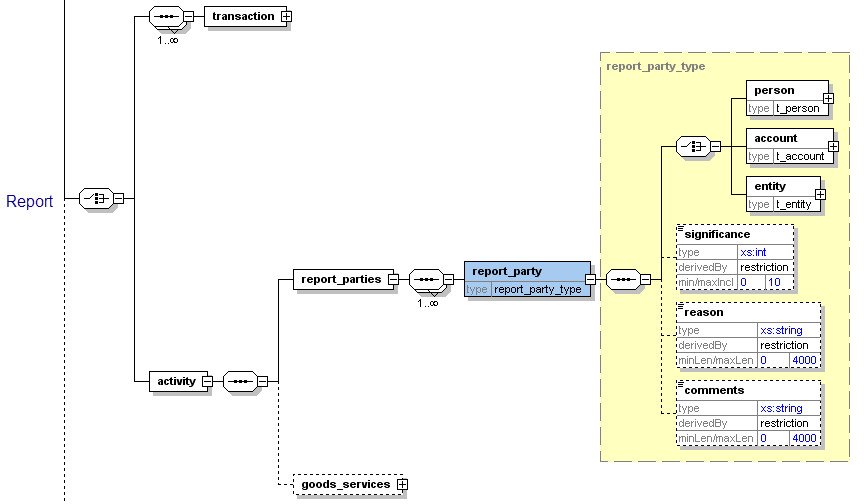 transaction
1..∞
report_party_type
person
type t_person
account
type t_account
Report
entity
type t_entity
significance
type xs:int
derivedBy restriction
min/maxIncl 0 10
report_parties
report_party
type report_party_type
1..∞
reason
type xs:string
derivedBy restriction
minLen/maxLen 0 4000
activity
comments
type xs:string
derivedBy restriction
minLen/maxLen 0 4000
goods_services